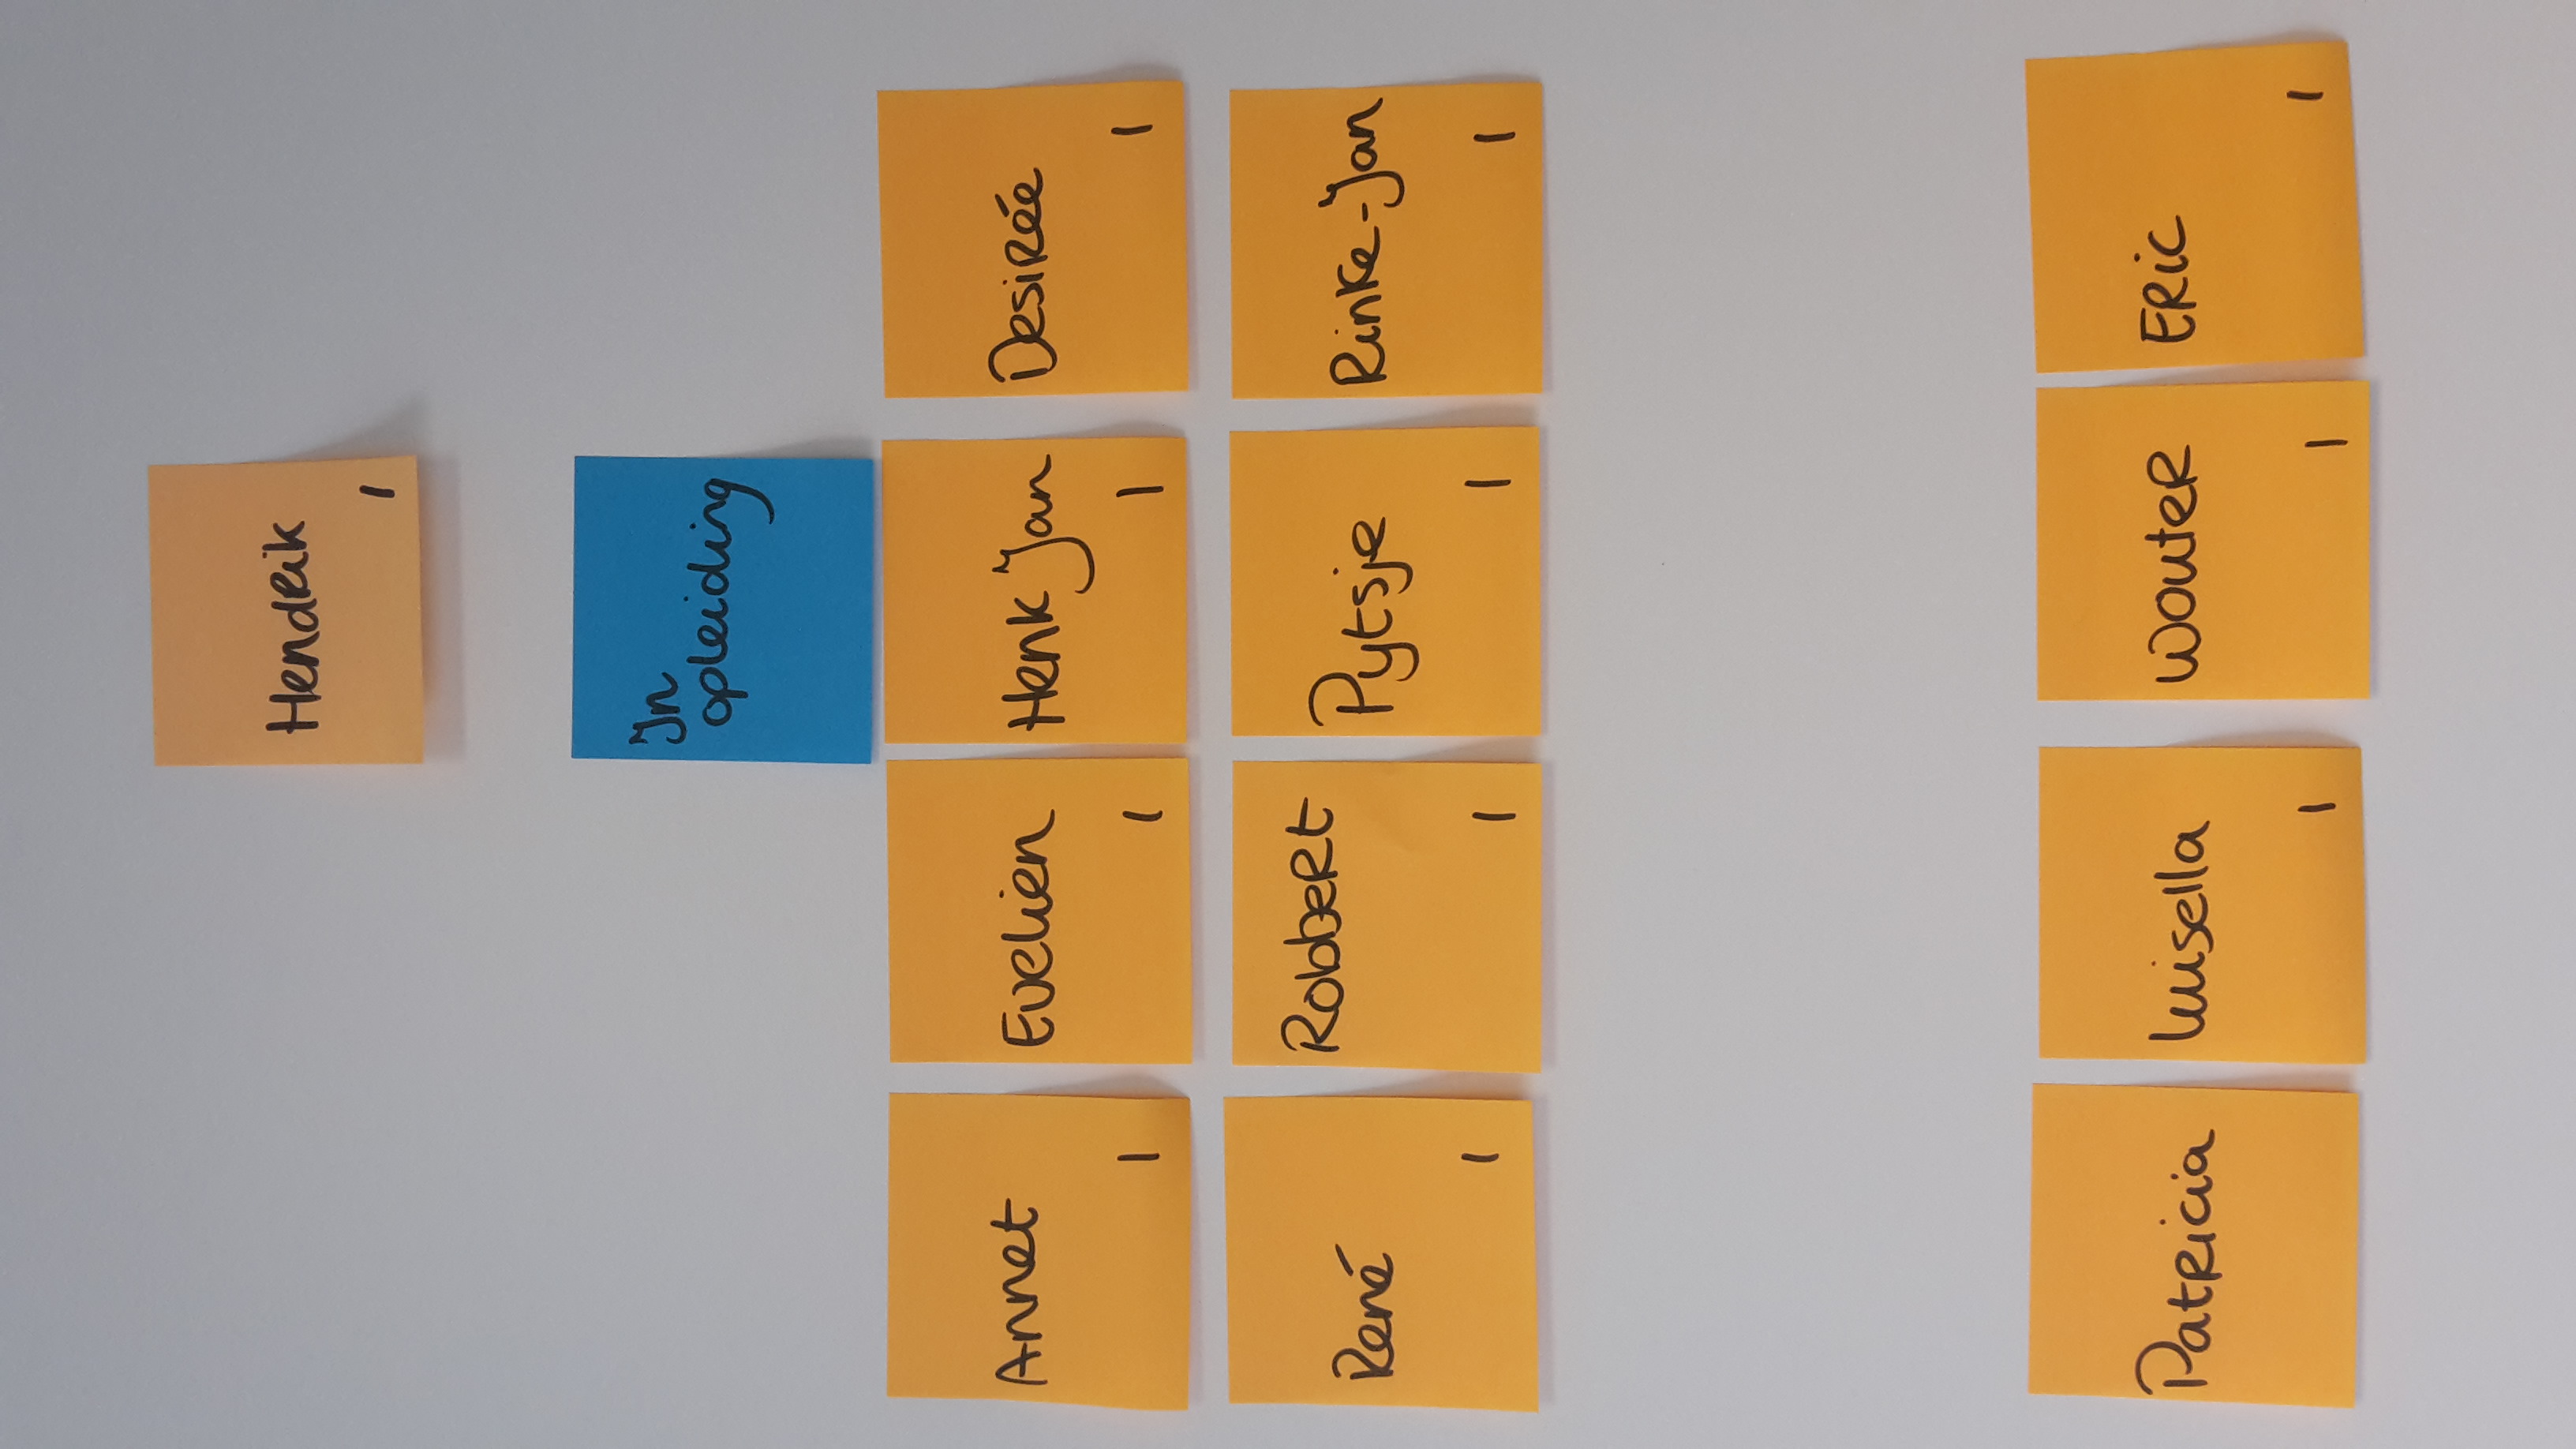 Hendrik
1
In
opleiding
Annet
1
Evelien
1
Henk Jan
1
Desirée
1
René
1
Robbert
1
Pytsje
1
Rinke-Jan
1
Patricia
Luisella
1
Wouter
1
Eric
1